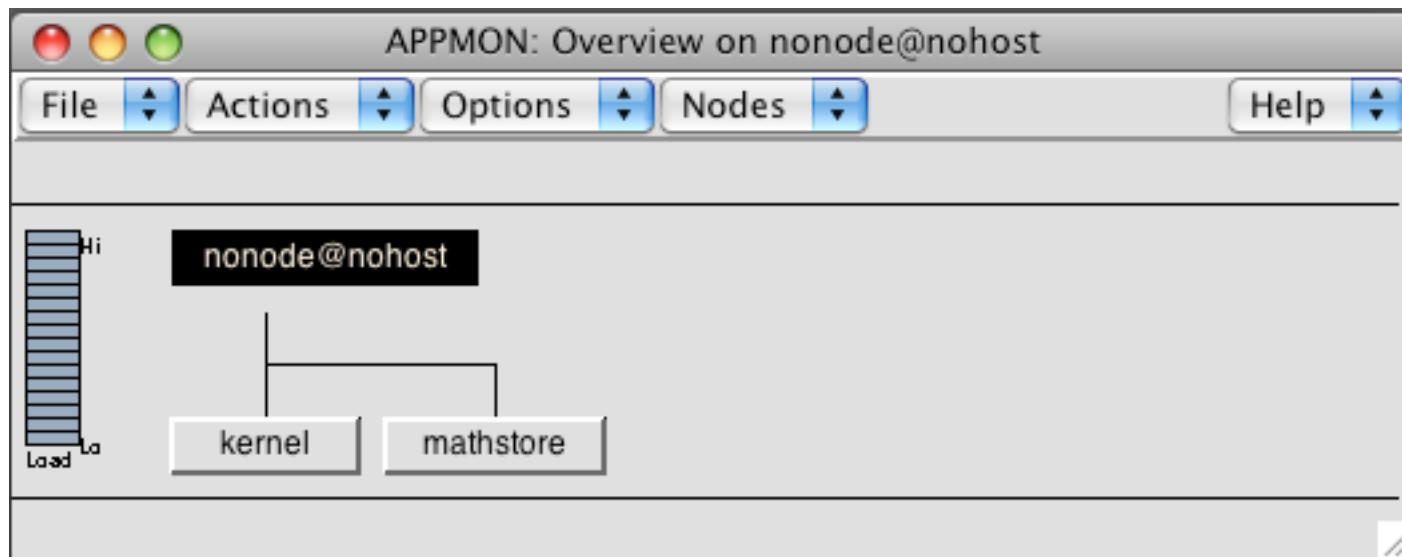 APPMON: Overview on nonode@nohost
File Actions Options Nodes Help
Hi
nonode@nohost
Lo
Load
kernel mathstore